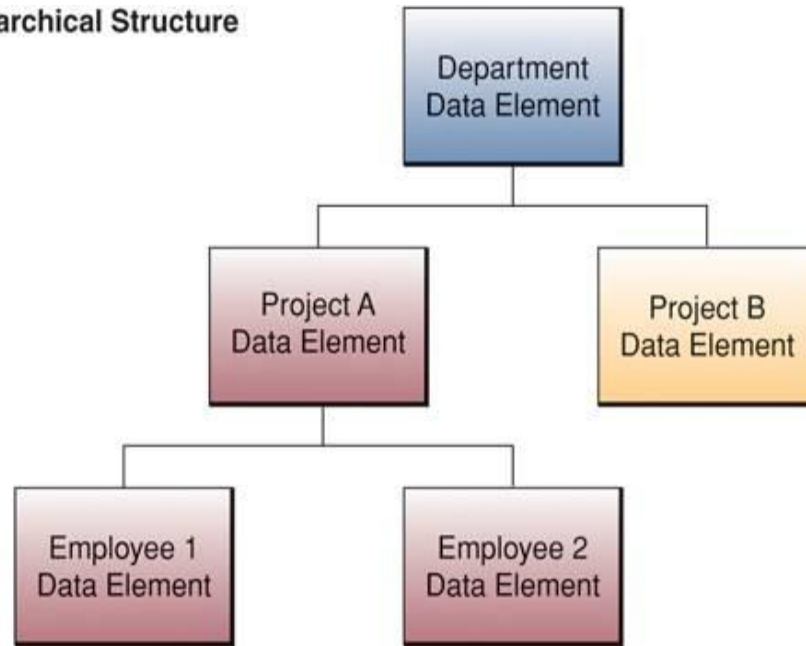 archical Structure
Department
Data Element
Project A
Data Element
Project B
Data Element
Employee 1
Data Element
Employee 2
Data Element